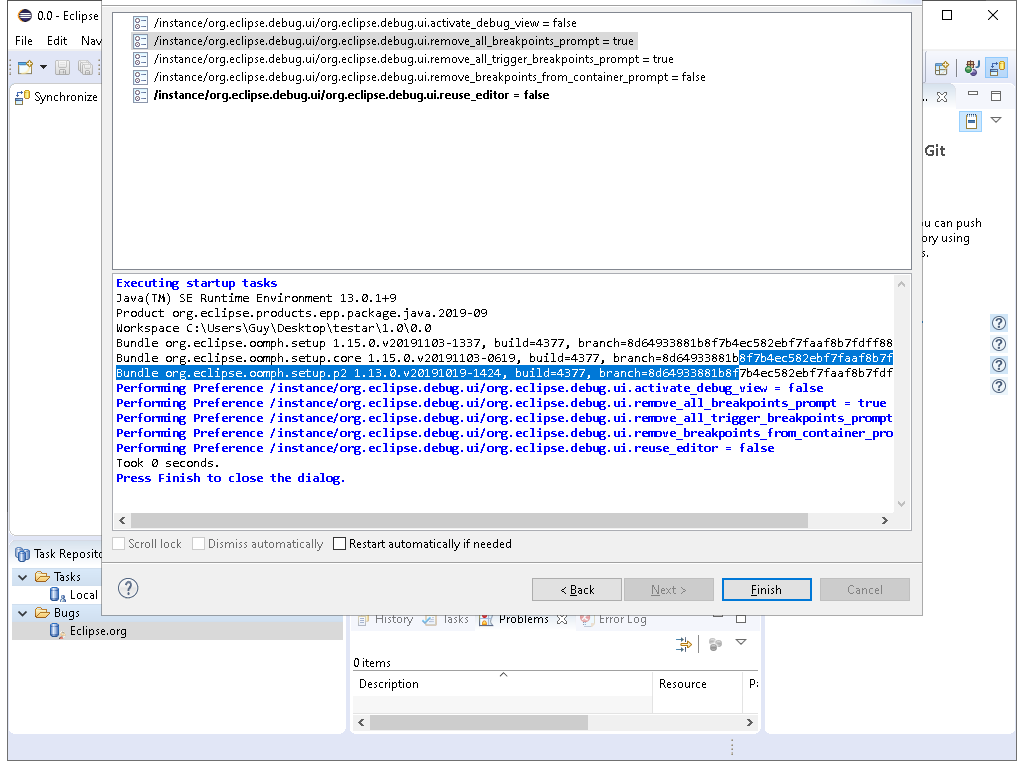 0.0 - Eclipse
File Edit Nav
/instance/org.eclipse.debug.ui/org.eclipse.debug.ui.activate_debug_view = false
/instance/org.eclipse.debug.ui/org.eclipse.debug.ui.remove_all_breakpoints_prompt = true
/instance/org.eclipse.debug.ui/org.eclipse.debug.ui.remove_all_trigger_breakpoints_prompt = true
/instance/org.eclipse.debug.ui/org.eclipse.debug.ui.remove_breakpoints_from_container_prompt = false
/instance/org.eclipse.debug.ui/org.eclipse.debug.ui.reuse_editor = false
Synchronize
Git
u can push
ory using
s.
Executing startup tasks
Java(TM) SE Runtime Environment 13.0.1+9
Product org.eclipse.products.epp.package.java.2019-09
Workspace C:\Users\Guy\Desktop\testar\1.0\0.0
Bundle org.eclipse.oomph.setup 1.15.0.v20191103-1337, build=4377, branch=8d64933881b8f7b4ec582ebf7faaf8b7fdff88
Bundle org.eclipse.oomph.setup.core 1.15.0.v20191103-0619, build=4377, branch=8d64933881b8f7b4ec582ebf7faaf8b7f
Bundle org.eclipse.oomph.setup.p2 1.13.0.v20191019-1424, build=4377, branch=8d64933881b8f7b4ec582ebf7faaf8b7fdf
Performing Preference /instance/org.eclipse.debug.ui/org.eclipse.debug.ui.activate_debug_view = false
Performing Preference /instance/org.eclipse.debug.ui/org.eclipse.debug.ui.remove_all_breakpoints_prompt = true
Performing Preference /instance/org.eclipse.debug.ui/org.eclipse.debug.ui.remove_all_trigger_breakpoints_prompt
Performing Preference /instance/org.eclipse.debug.ui/org.eclipse.debug.ui.remove_breakpoints_from_container_pro
Performing Preference /instance/org.eclipse.debug.ui/org.eclipse.debug.ui.reuse_editor = false
Took 0 seconds.
Press Finish to close the dialog.
Scroll lock Dismiss automatically Restart automatically if needed
< Back Next > Finish Cancel
Task Reposito
Tasks
Local
Bugs
Eclipse.org
History Tasks Problems Error Log
0 items
Description Resource Pa